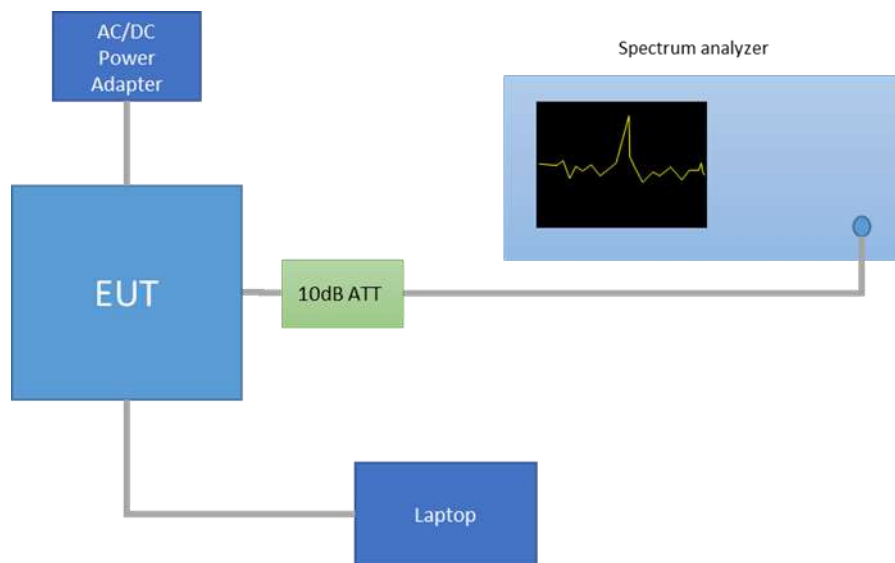 AC/DC
Power
Adapter
Spectrum analyzer
EUT
10dB ATT
Laptop